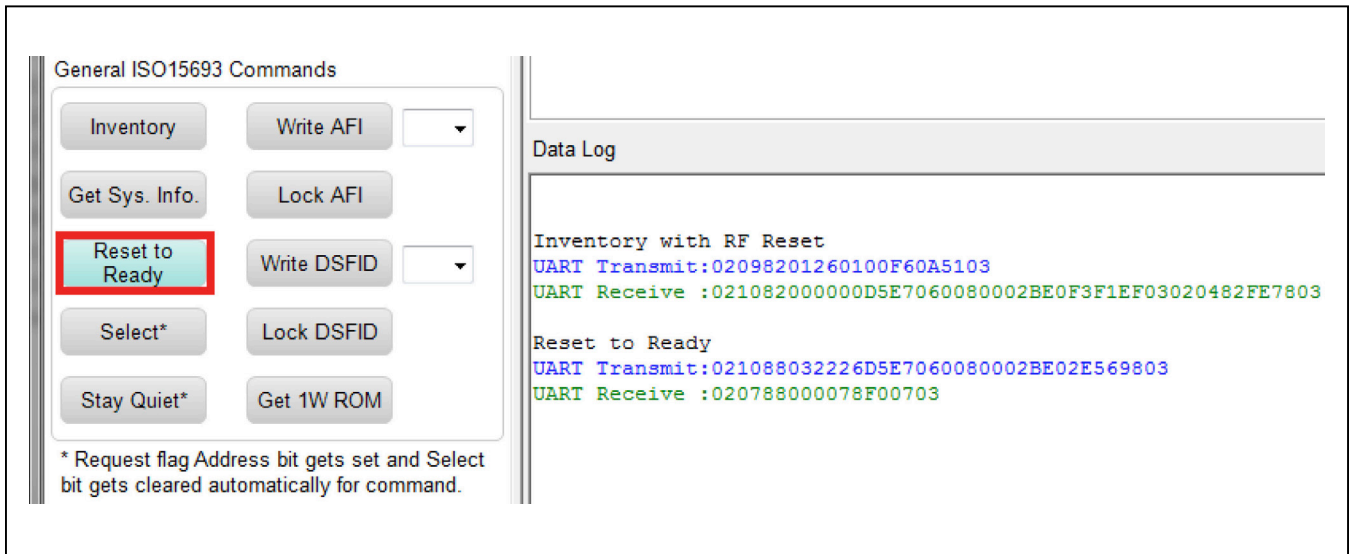 General ISO15693 Commands
Inventory
Write AFI
Get Sys. Info.
Lock AFI
Reset to
Ready
Write DSFID
Select*
Lock DSFID
Stay Quiet*
Get 1W ROM
* Request flag Address bit gets set and Select
bit gets cleared automatically for command.
Data Log
Inventory with RF Reset
UART Transmit:02098201260100F60A5103
UART Receive :021082000000D5E7060080002BE0F3F1EF03020482FE7803
Reset to Ready
UART Transmit:021088032226D5E7060080002BE02E569803
UART Receive :020788000078F00703